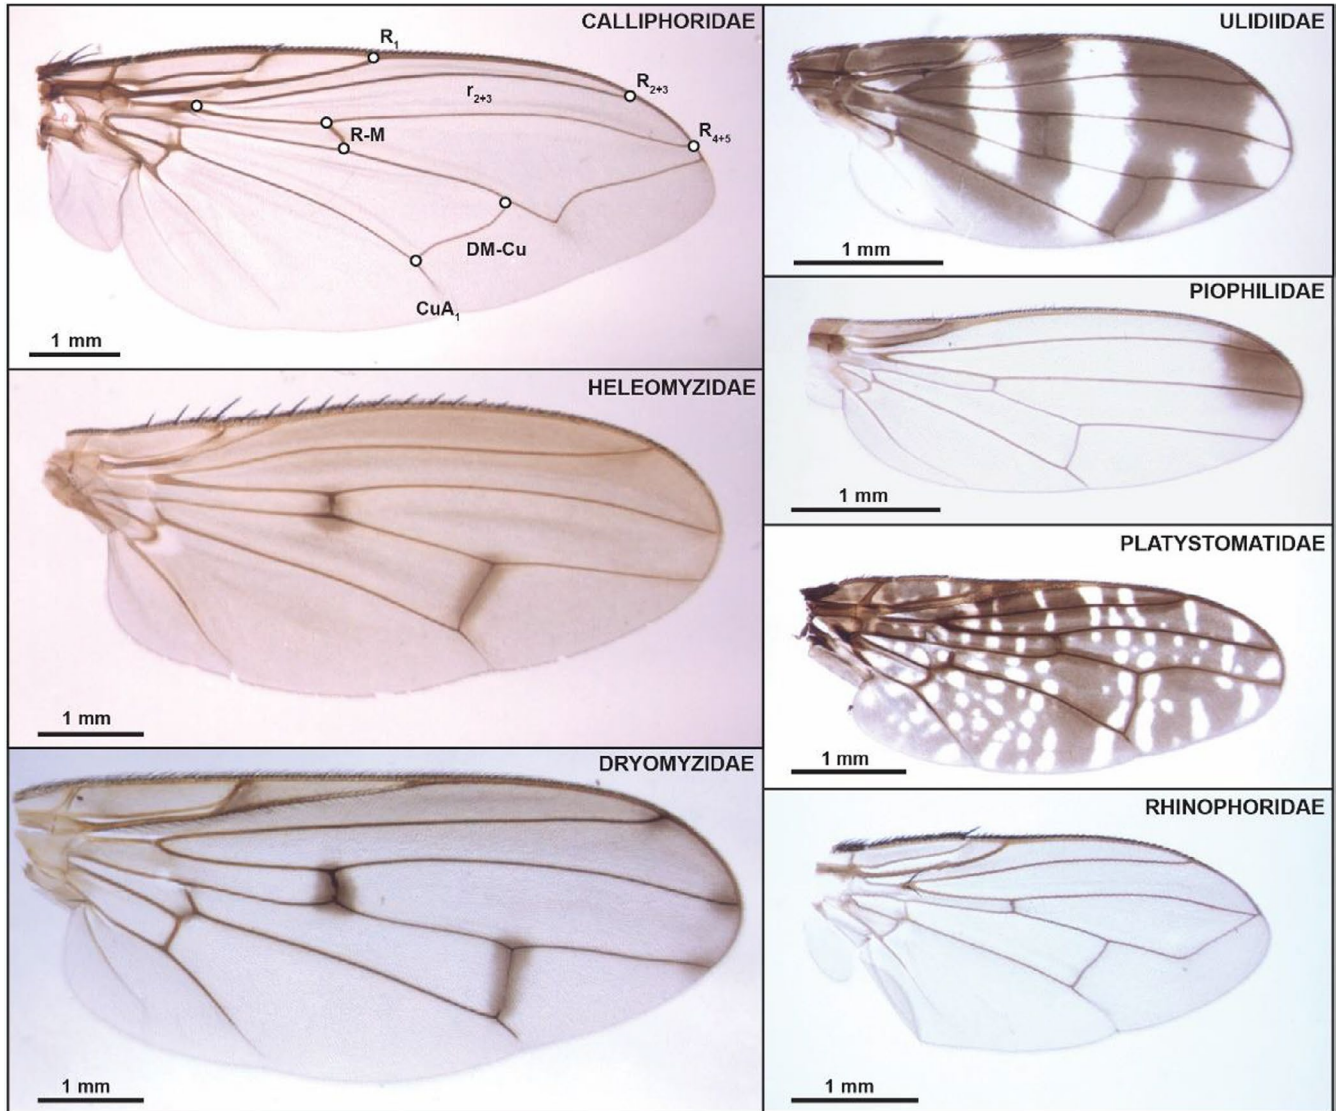 CALLIPHORIDAE
R1
R2+3
r2+3
R4+5
R-M
DM-Cu
CuA1
1 mm
HELEOMYZIDAE
1 mm
DRYOMYZIDAE
1 mm
ULIDIIDAE
1 mm
PIOPHILIDAE
1 mm
PLATYSTOMATIDAE
1 mm
RHINOPHORIDAE
1 mm